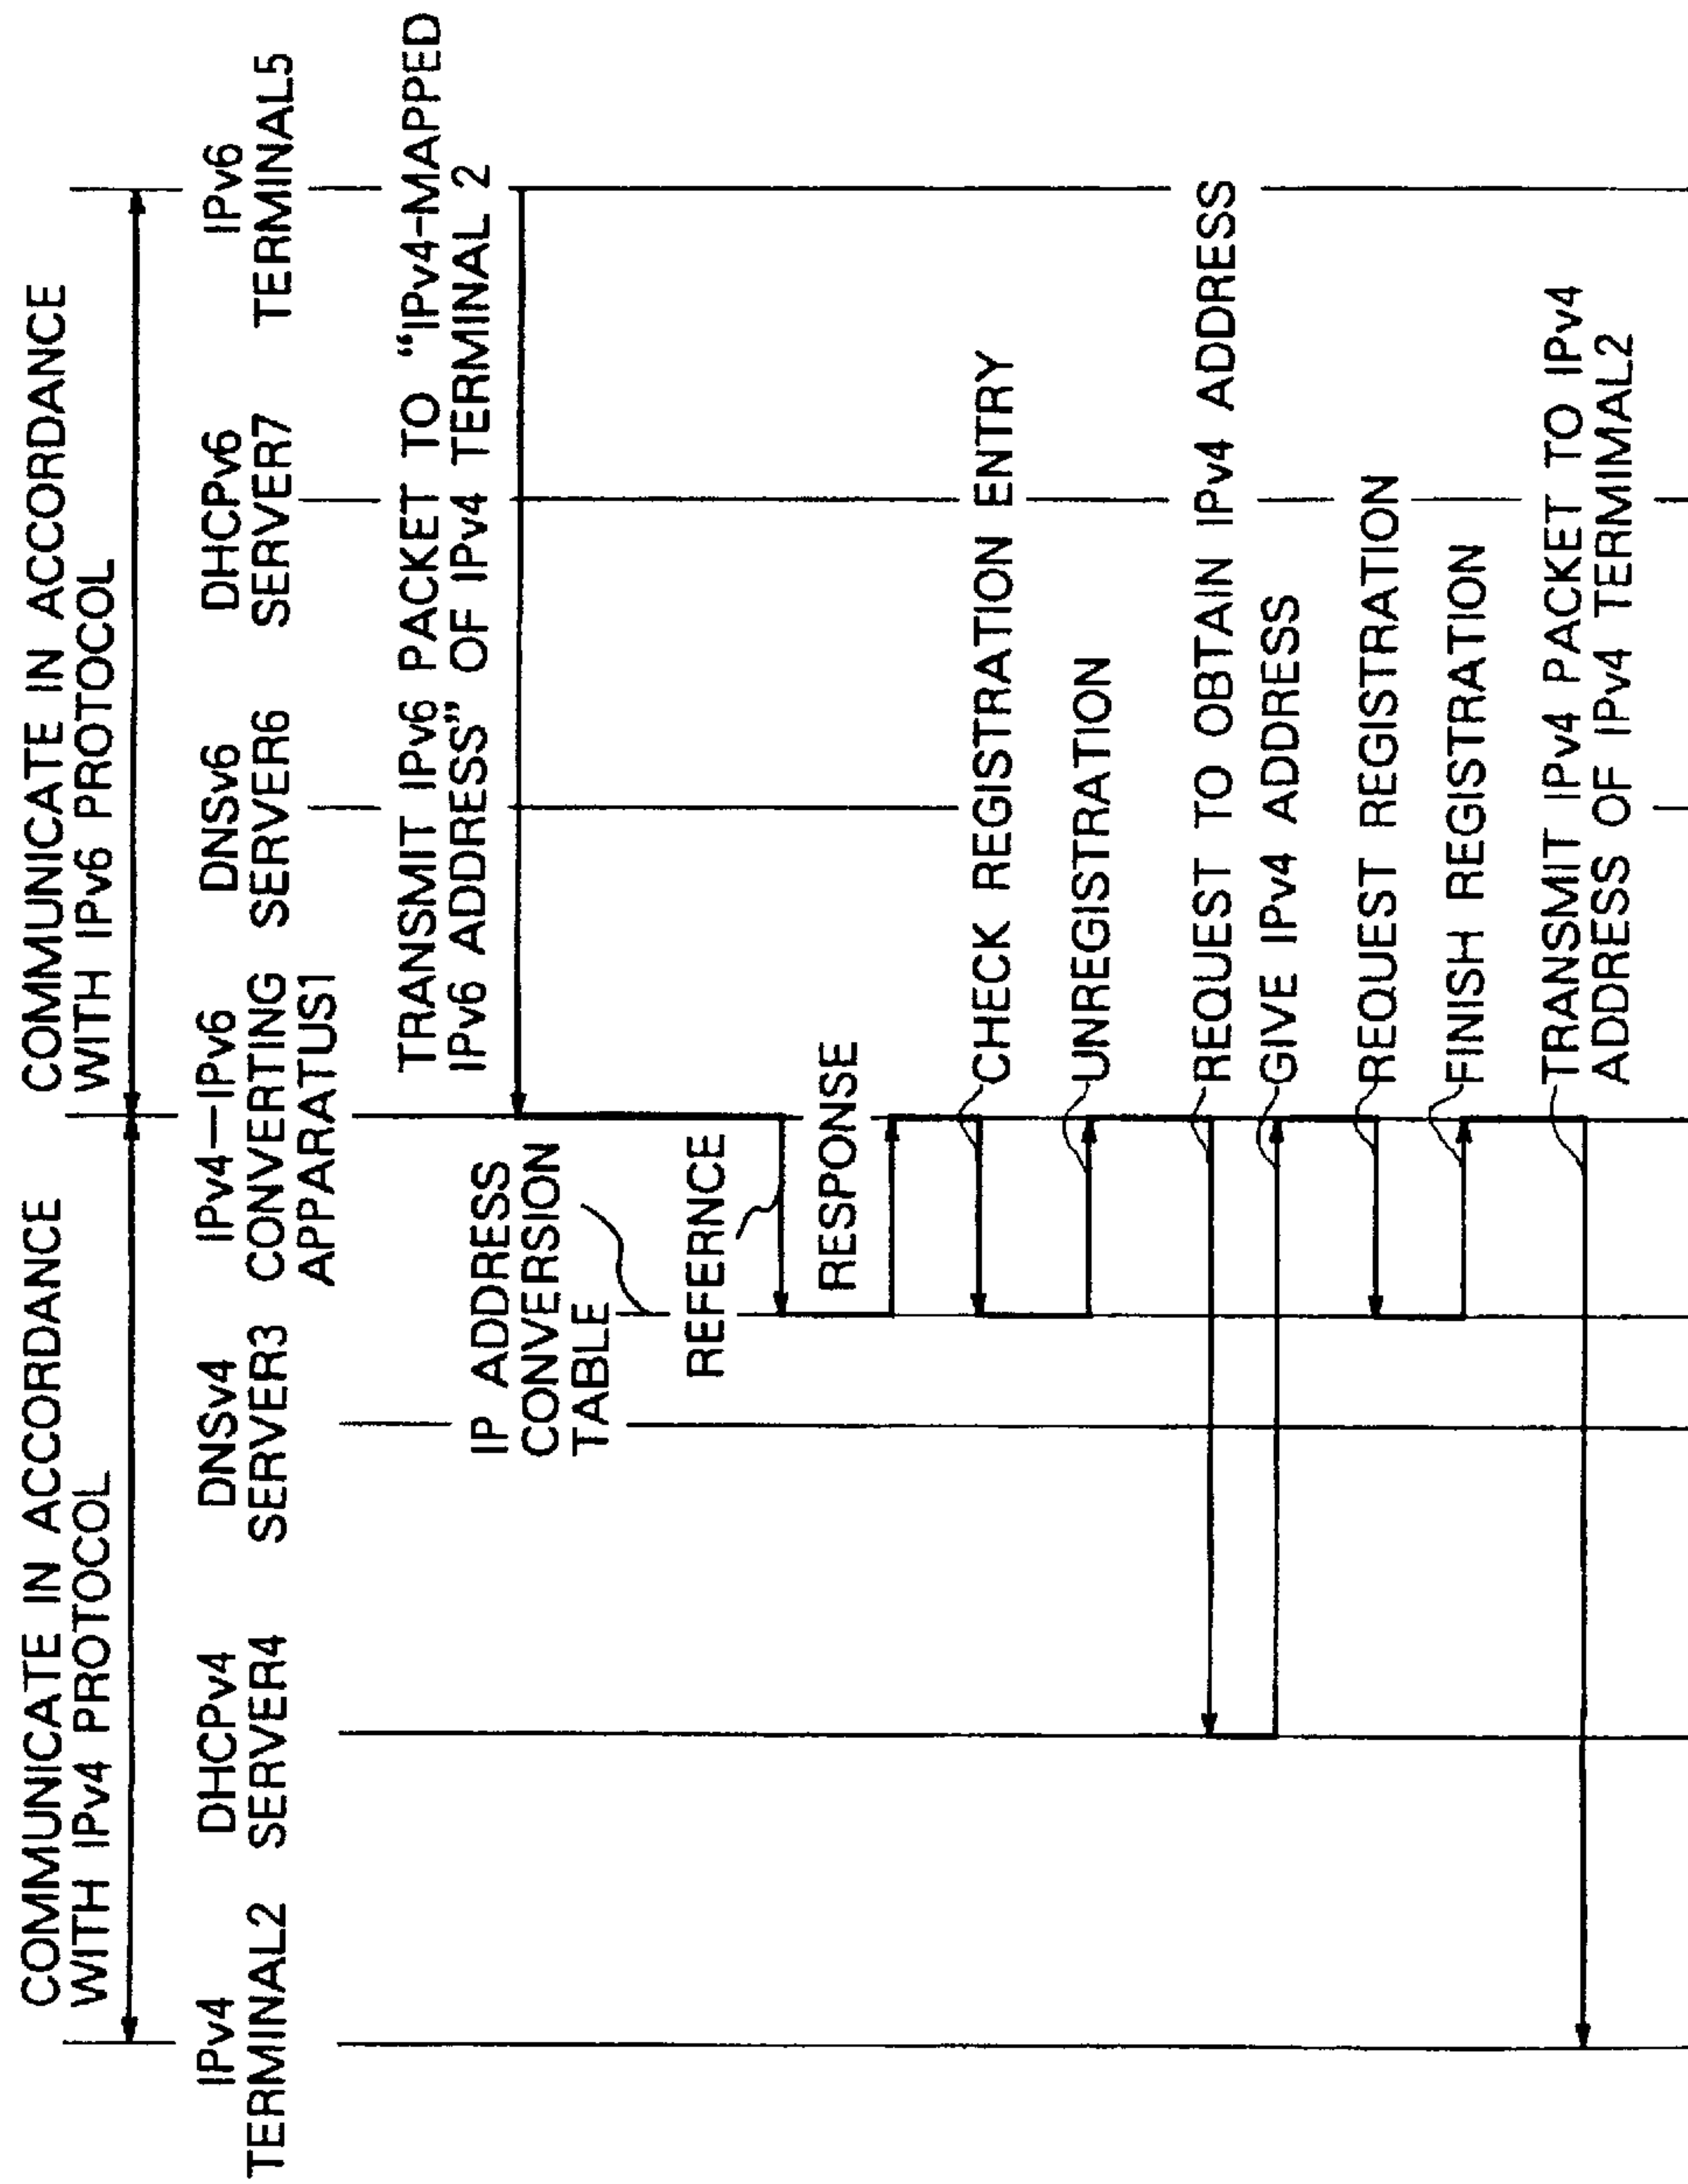 COMMUNICATE IN ACCORDANCE
WITH IPv4 PROTOCOL
COMMUNICATE IN ACCORDANCE
WITH IPv6 PROTOCOL
IPv4
TERMINAL2
DHCPv4
SERVER4
DNSv4
SERVER3
IPv4-IPv6
CONVERTING
APPARATUS1
DNSv6
SERVER6
DHCPv6
SERVER7
IPv6
TERMINAL5
TRANSMIT IPv6 PACKET TO "IPv4-MAPPED
IPv6 ADDRESS" OF IPv4 TERMINAL 2
IP ADDRESS
CONVERSION
TABLE
REFERNCE
RESPONSE
CHECK REGISTRATION ENTRY
UNREGISTRATION
REQUEST TO OBTAIN IPv4 ADDRESS
GIVE IPv4 ADDRESS
REQUEST REGISTRATION
FINISH REGISTRATION
TRANSMIT IPv4 PACKET TO IPv4
ADDRESS OF IPv4 TERMIMAL2